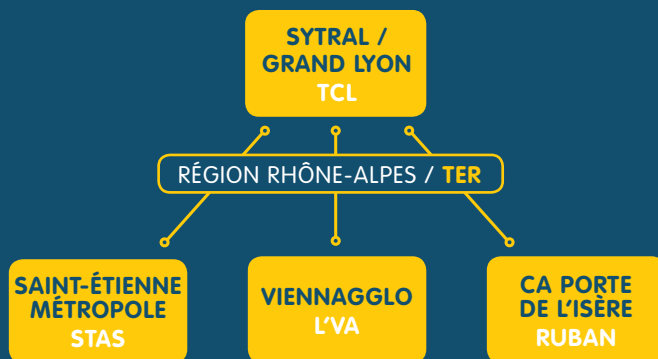 SYTRAL /
GRAND LYON
TCL
RÉGION RHÔNE-ALPES / TER
SAINT-ÉTIENNE
MÉTROPOLE
STAS
VIENNAGGLO
L'VA
CA PORTE
DE L'ISÈRE
RUBAN